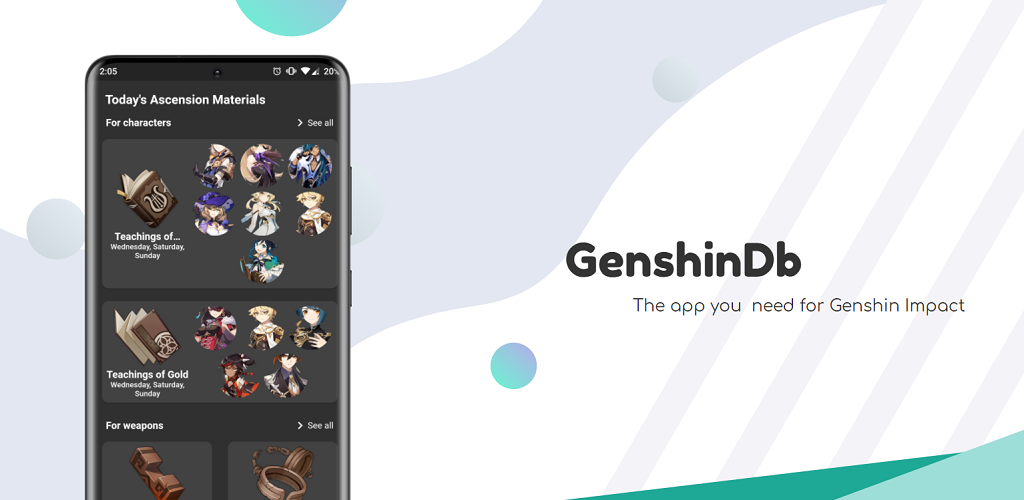 2:05
20%
Today's Ascension Materials
For characters
See all
Teachings of...
Wednesday, Saturday,
Sunday
Teachings of Gold
Wednesday, Saturday,
Sunday
For weapons
See all
GenshinDb
The app you  need for Genshin Impact